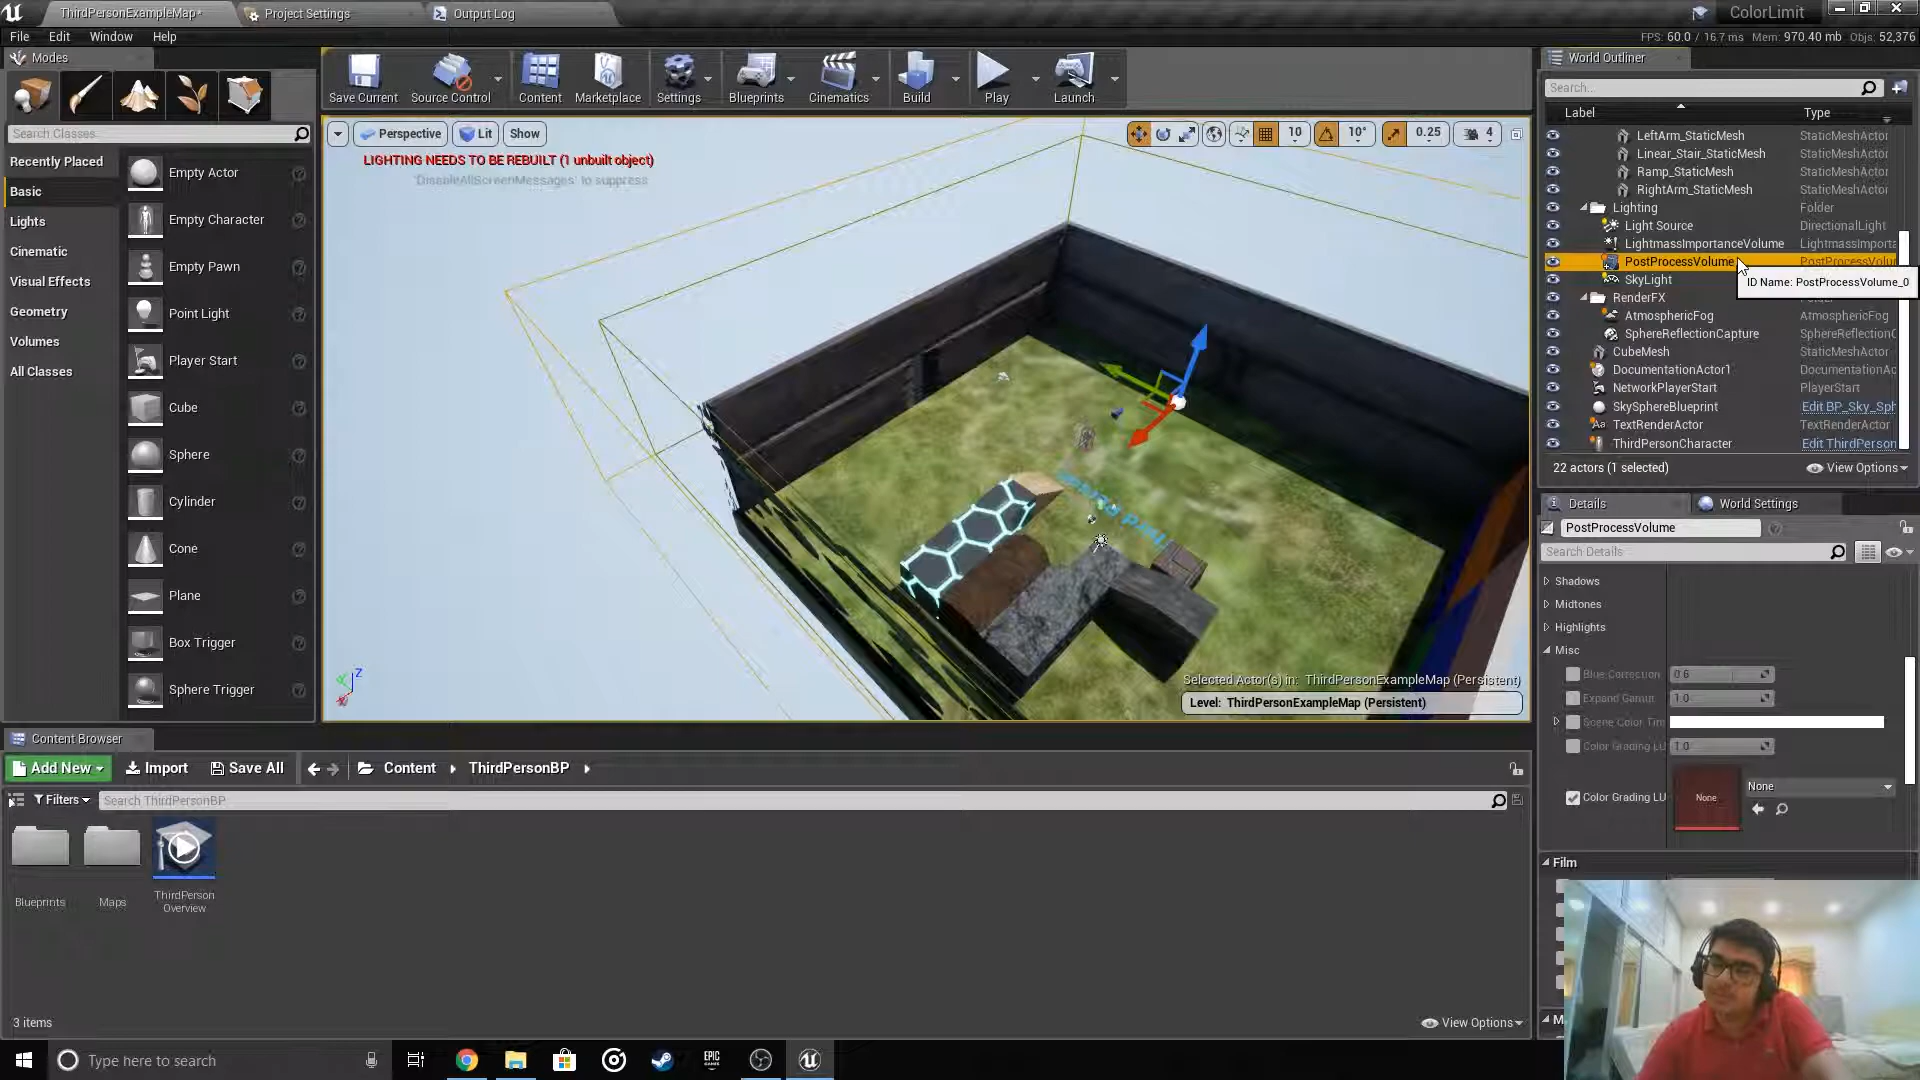 ThirdPersonExampleMap*
Project Settings
Output Log
ColorLimit
File Edit Window Help
FPS: 60.0 / 16.7 ms Mem: 970.40 mb Objs: 52,376
Modes
Search Classes
Recently Placed
Basic
Lights
Cinematic
Visual Effects
Geometry
Volumes
All Classes
Empty Actor
Empty Character
Empty Pawn
Point Light
Player Start
Cube
Sphere
Cylinder
Cone
Plane
Box Trigger
Sphere Trigger
Save Current
Source Control
Content
Marketplace
Settings
Blueprints
Cinematics
Build
Play
Launch
Perspective
Lit
Show
10
10°
0.25
4
LIGHTING NEEDS TO BE REBUILT (1 unbuilt object)
'DisableAllScreenMessages' to suppress
Z
Selected Actor(s) in: ThirdPersonExampleMap (Persistent)
Level: ThirdPersonExampleMap (Persistent)
World Outliner
Search...
Label Type
LeftArm_StaticMesh StaticMeshActor
Linear_Stair_StaticMesh StaticMeshActor
Ramp_StaticMesh StaticMeshActor
RightArm_StaticMesh StaticMeshActor
Lighting Folder
Light Source DirectionalLight
LightmassImportanceVolume LightmassImporta
PostProcessVolume PostProcessVolu
SkyLight
ID Name: PostProcessVolume_0
RenderFX
AtmosphericFog AtmosphericFog
SphereReflectionCapture SphereReflectionC
CubeMesh StaticMeshActor
DocumentationActor1 DocumentationAc
NetworkPlayerStart PlayerStart
SkySphereBlueprint Edit BP_Sky_Sph
TextRenderActor TextRenderActor
ThirdPersonCharacter Edit ThirdPerson
22 actors (1 selected)
View Options
Details
World Settings
PostProcessVolume
Search Details
Shadows
Midtones
Highlights
Misc
Blue Correction 0.6
Expand Gamut 1.0
Scene Color Tin
Color Grading LU 1.0
Color Grading LU
None
None
Film
Content Browser
Add New
Import
Save All
Content
ThirdPersonBP
Filters
Search ThirdPersonBP
Blueprints
Maps
ThirdPerson
Overview
3 items
View Options
Type here to search
EPIC
GAMES